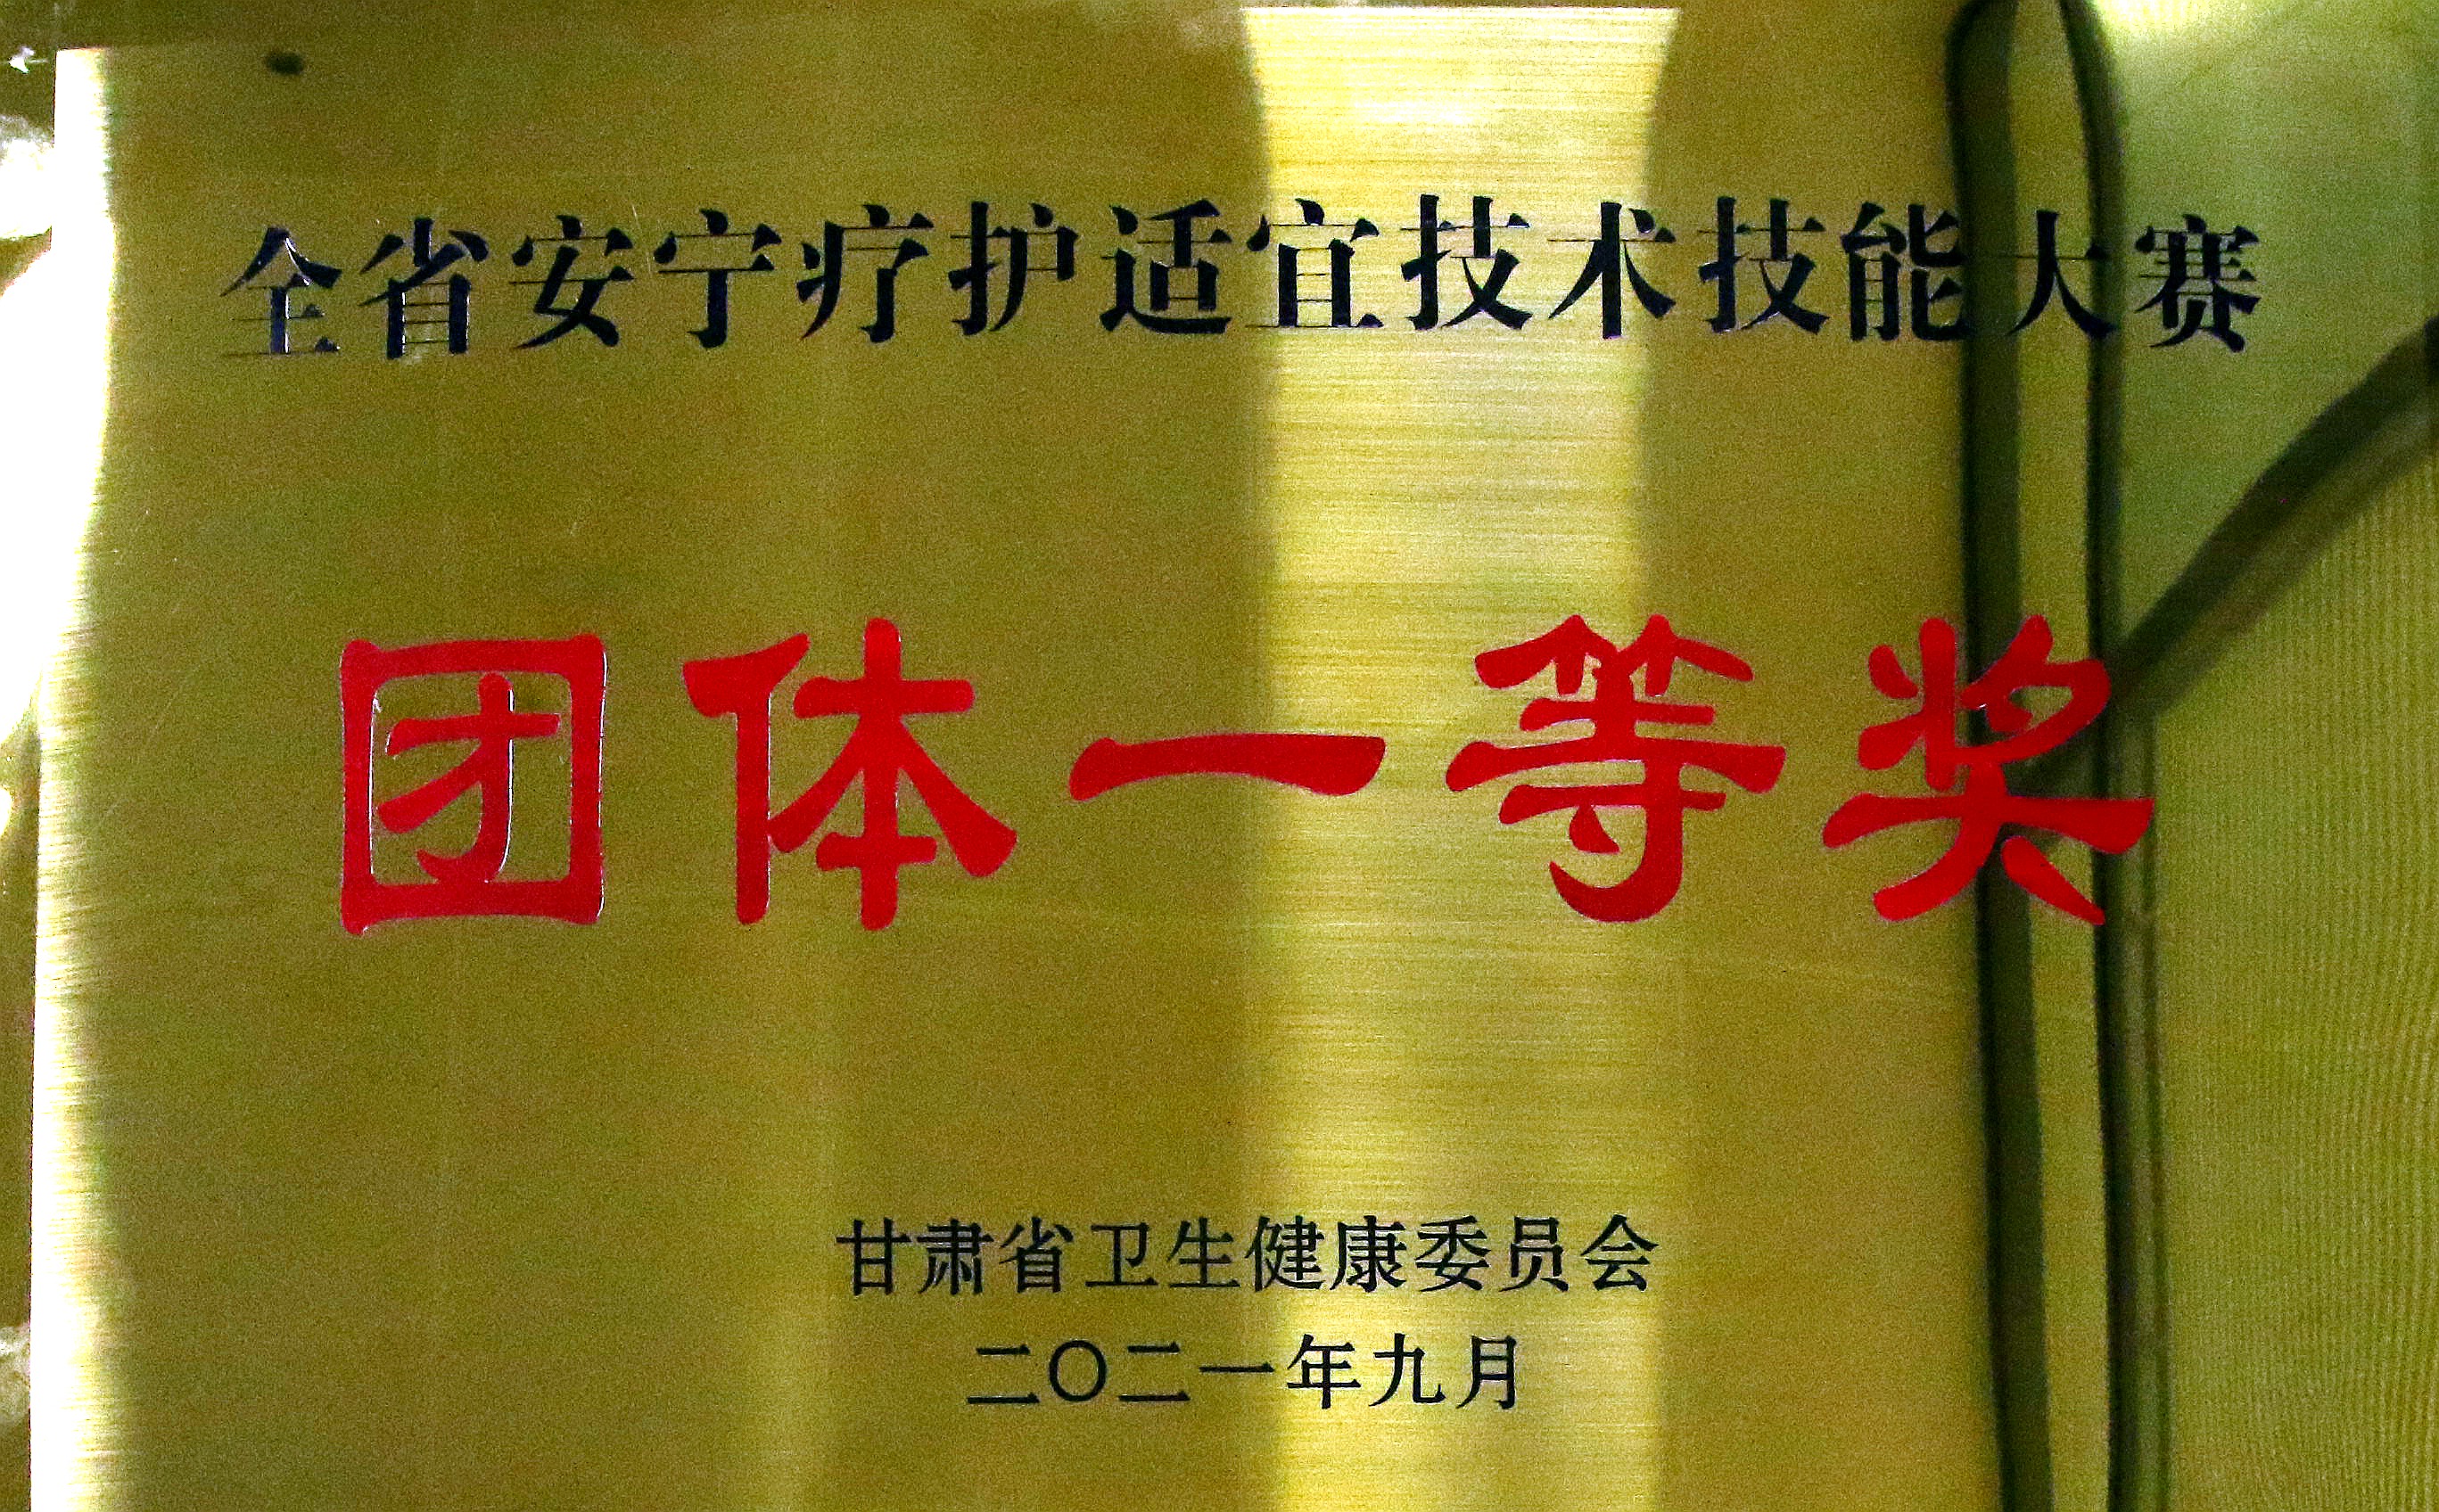 全省安宁疗护适宜技术技能大赛
团体一等奖
甘肃省卫生健康委员会
二〇二一年九月